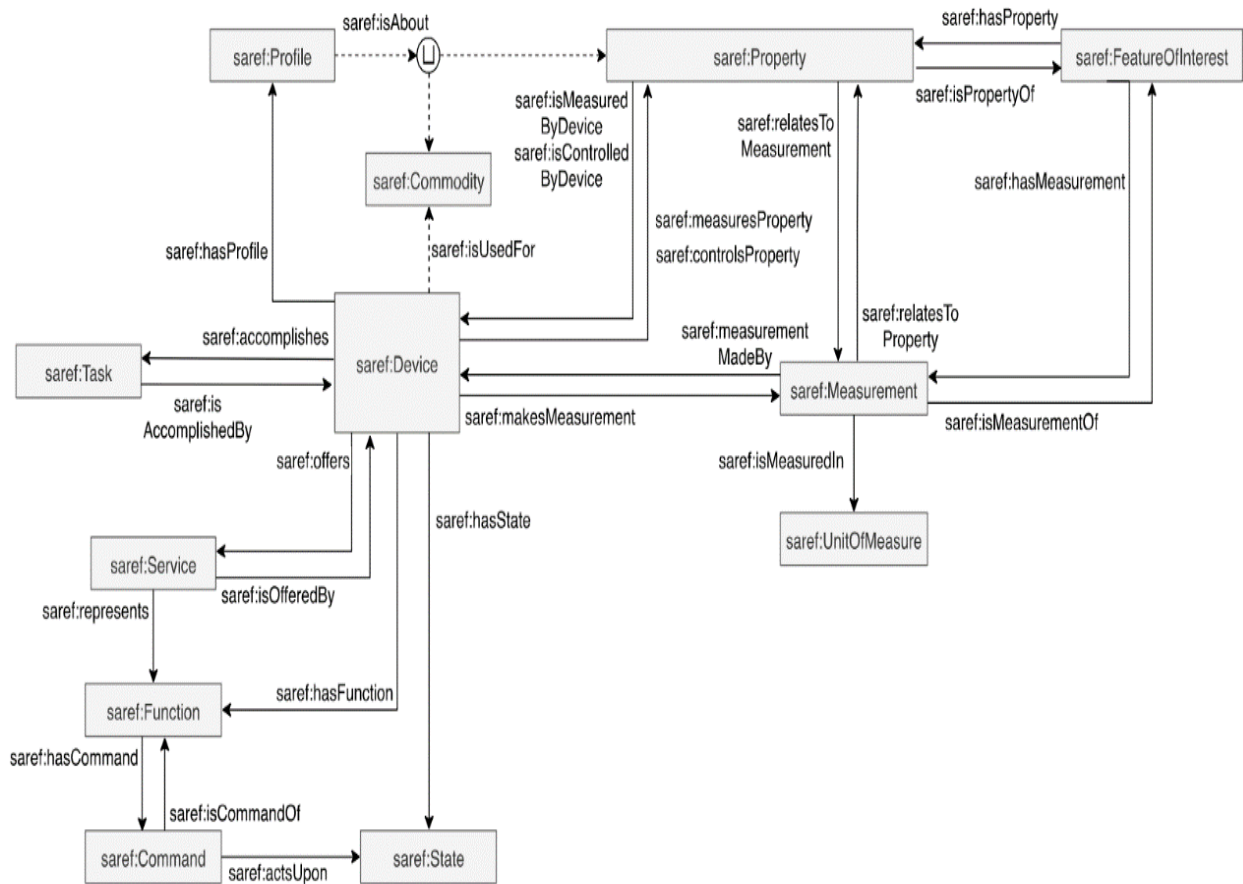 saref:isAbout
saref:hasProperty
saref:Profile
⊔
saref:Property
saref:FeatureOfInterest
saref:isPropertyOf
saref:isMeasured
ByDevice
saref:isControlled
ByDevice
saref:relatesTo
Measurement
saref:Commodity
saref:hasMeasurement
saref:measuresProperty
saref:controlsProperty
saref:hasProfile
saref:isUsedFor
saref:accomplishes
saref:Device
saref:measurement
MadeBy
saref:relatesTo
Property
saref:Task
saref:Measurement
saref:is
AccomplishedBy
saref:makesMeasurement
saref:isMeasurementOf
saref:offers
saref:isMeasuredIn
saref:hasState
saref:UnitOfMeasure
saref:Service
saref:isOfferedBy
saref:represents
saref:hasFunction
saref:Function
saref:hasCommand
saref:isCommandOf
saref:Command
saref:State
saref:actsUpon